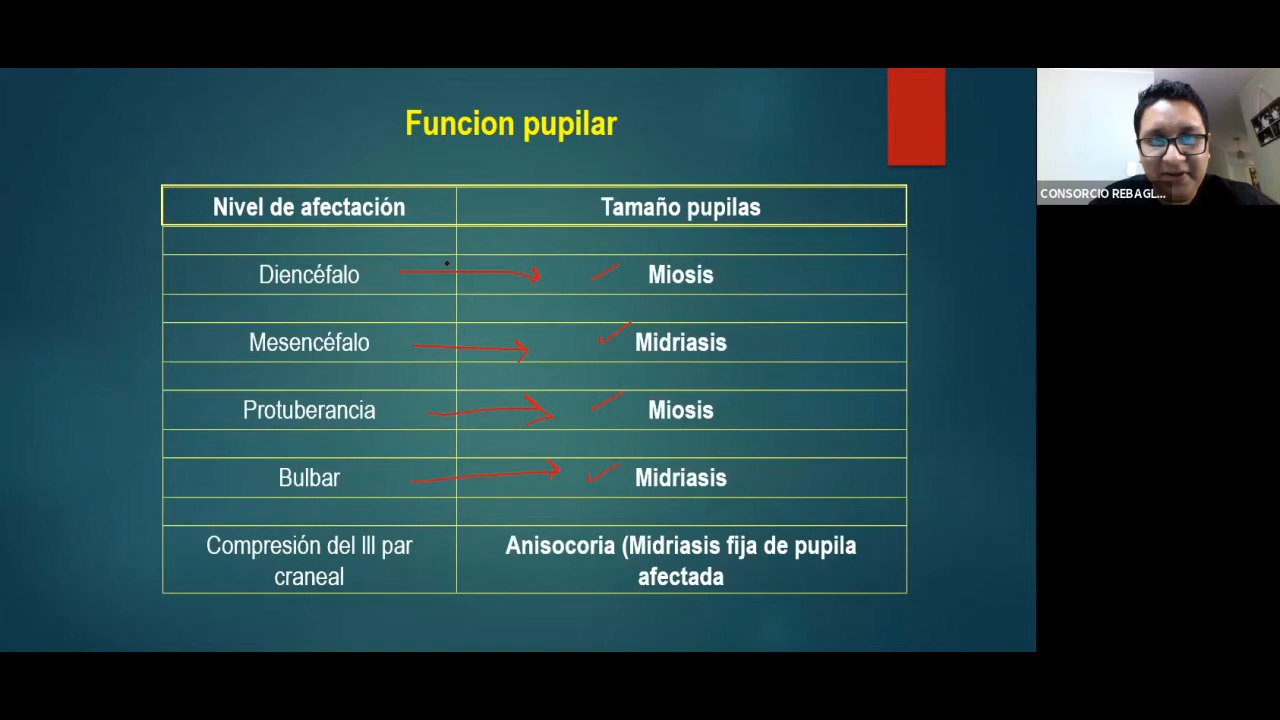 Funcion pupilar
CONSORCIO REBAGL...
Nivel de afectación
Tamaño pupilas
Diencéfalo
Miosis
Mesencéfalo
Midriasis
Protuberancia
Miosis
Bulbar
Midriasis
Compresión del III par
craneal
Anisocoria (Midriasis fija de pupila
afectada